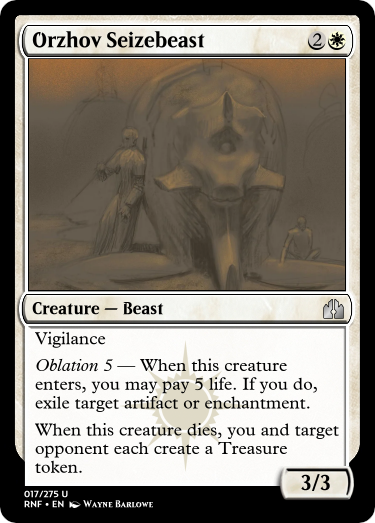 Orzhov Seizebeast 2
Creature — Beast
Vigilance
Oblation 5 — When this creature
enters, you may pay 5 life. If you do,
exile target artifact or enchantment.
When this creature dies, you and target
opponent each create a Treasure
token.
3/3
017/275 U
RNF • EN Wayne Barlowe